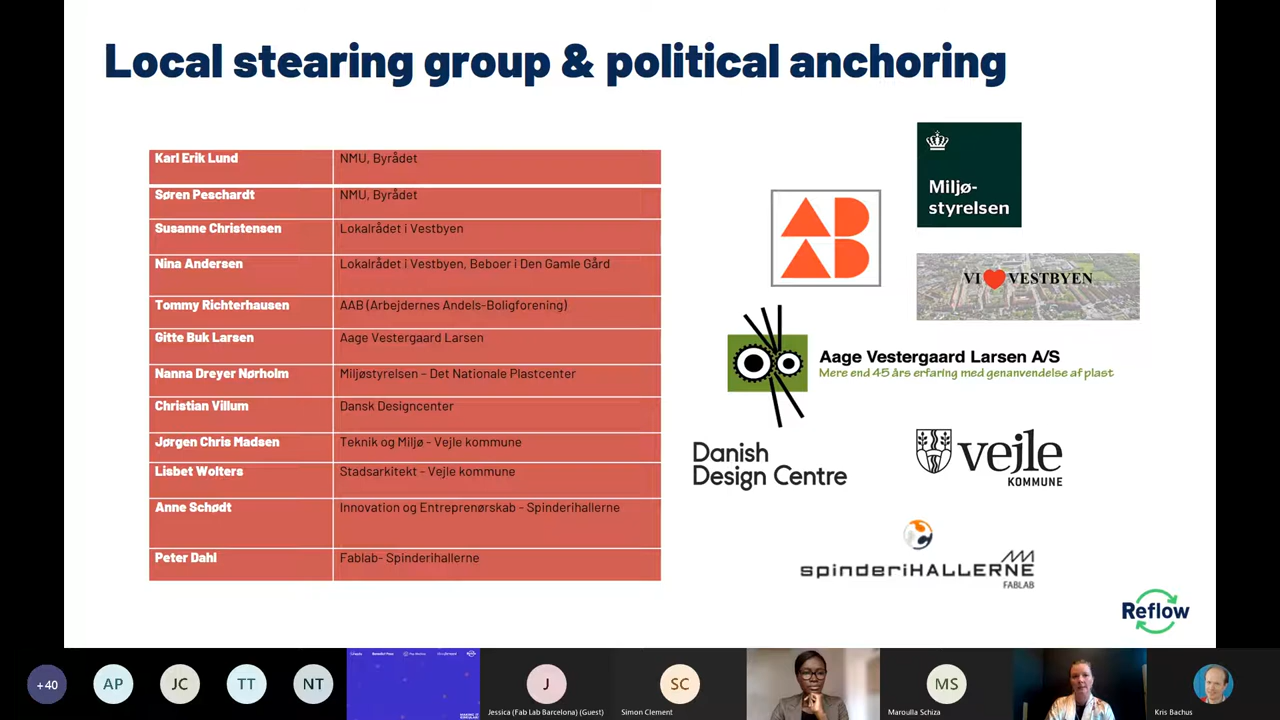 Local stearing group & political anchoring
Karl Erik Lund NMU, Byrådet
Søren Peschardt NMU, Byrådet
Susanne Christensen Lokalrådet i Vestbyen
Nina Andersen Lokalrådet i Vestbyen, Beboer i Den Gamle Gård
Tommy Richterhausen AAB (Arbejdernes Andels-Boligforening)
Gitte Buk Larsen Aage Vestergaard Larsen
Nanna Dreyer Nørholm Miljøstyrelsen – Det Nationale Plastcenter
Christian Villum Dansk Designcenter
Jørgen Chris Madsen Teknik og Miljø - Vejle kommune
Lisbet Wolters Stadsarkitekt – Vejle kommune
Anne Schødt Innovation og Entreprenørskab - Spinderihallerne
Peter Dahl Fablab- Spinderihallerne
Miljø-
styrelsen
AB
AB
VI VESTBYEN
Aage Vestergaard Larsen A/S
Mere end 45 års erfaring med genanvendelse af plast
Danish
Design Centre
vejle
KOMMUNE
spinderiHALLERNE
FABLAB
Reflow
+40
AP
JC
TT
NT
J
Jessica (Fab Lab Barcelona) (Guest)
SC
Simon Clement
MS
Maroulla Schiza
Kris Bachus